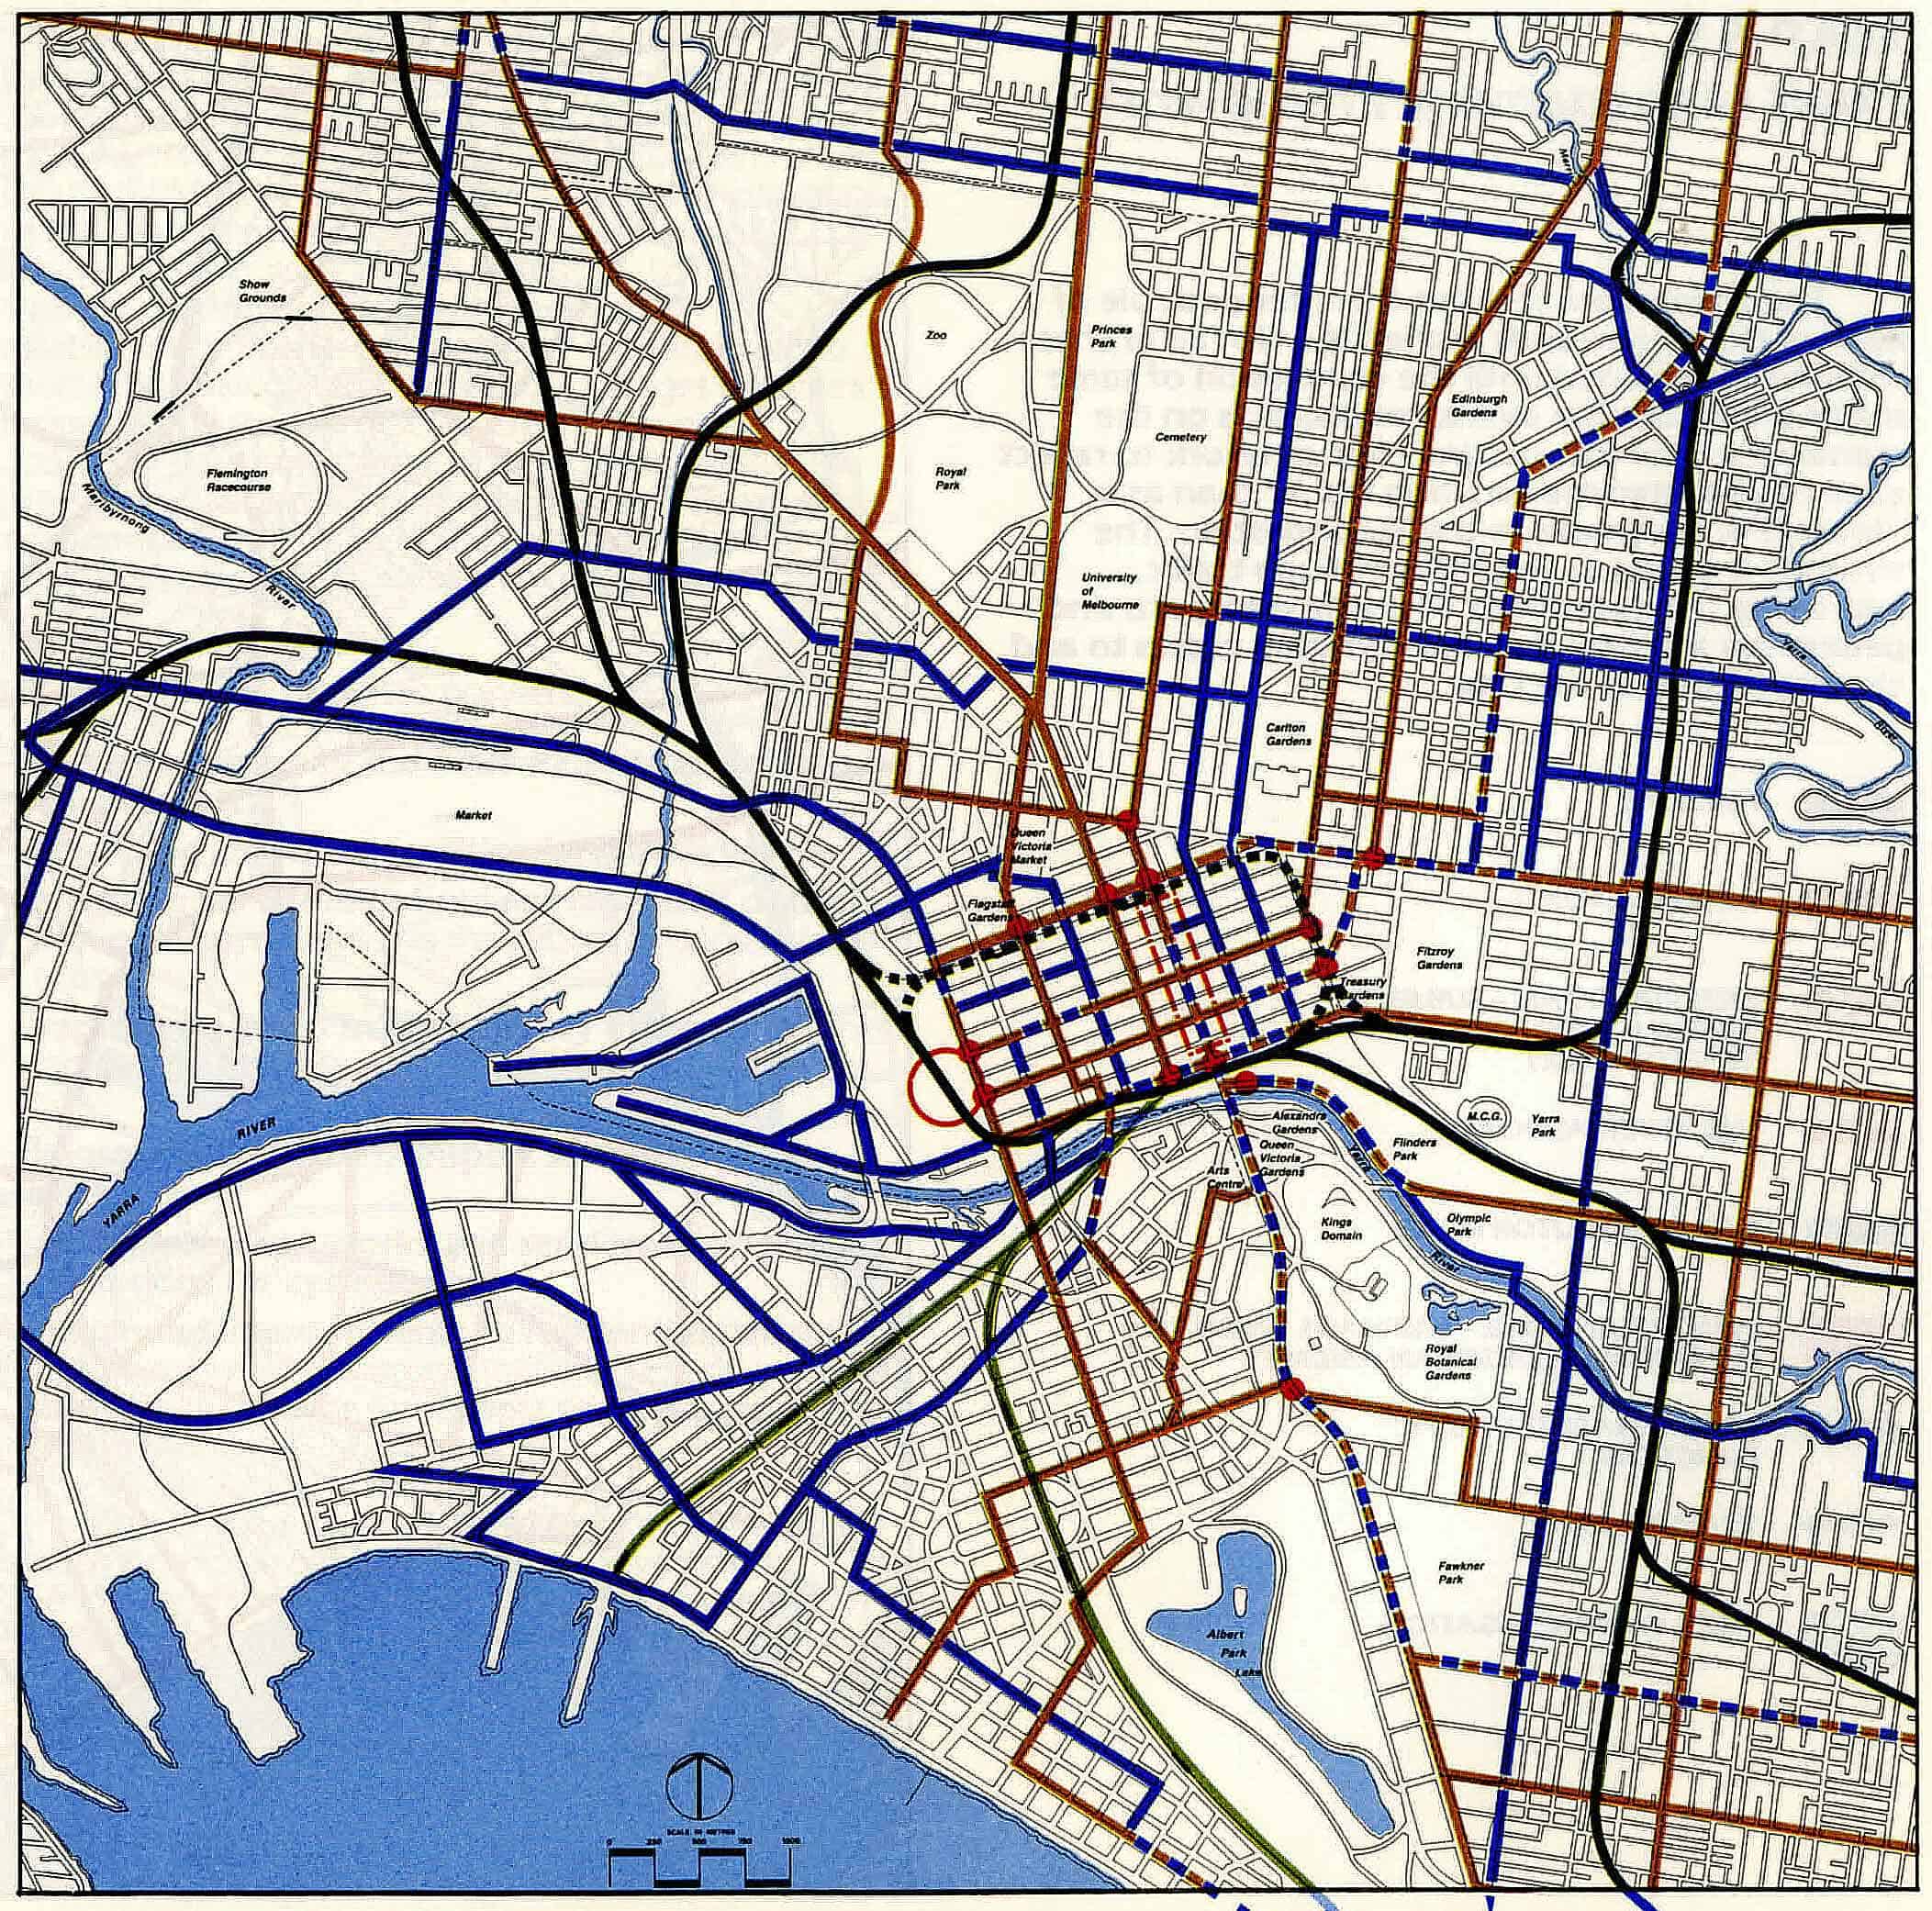 Show
Grounds
Zoo
Princes
Park
Edinburgh
Gardens
Cemetery
Flemington
Racecourse
Royal
Park
Maribyrnong
River
University
of
Melbourne
Yarra
River
Carlton
Gardens
Market
Queen
Victoria
Market
Flagstaff
Gardens
Fitzroy
Gardens
Treasury
Gardens
M.C.G.
Yarra
Park
Alexandra
Gardens
Queen
Victoria
Gardens
Flinders
Park
Yarra
Arts
Centre
YARRA
RIVER
Kings
Domain
Olympic
Park
River
Royal
Botanical
Gardens
Fawkner
Park
Albert
Park
Lake
SCALE IN METRES
0 250 500 750 1000